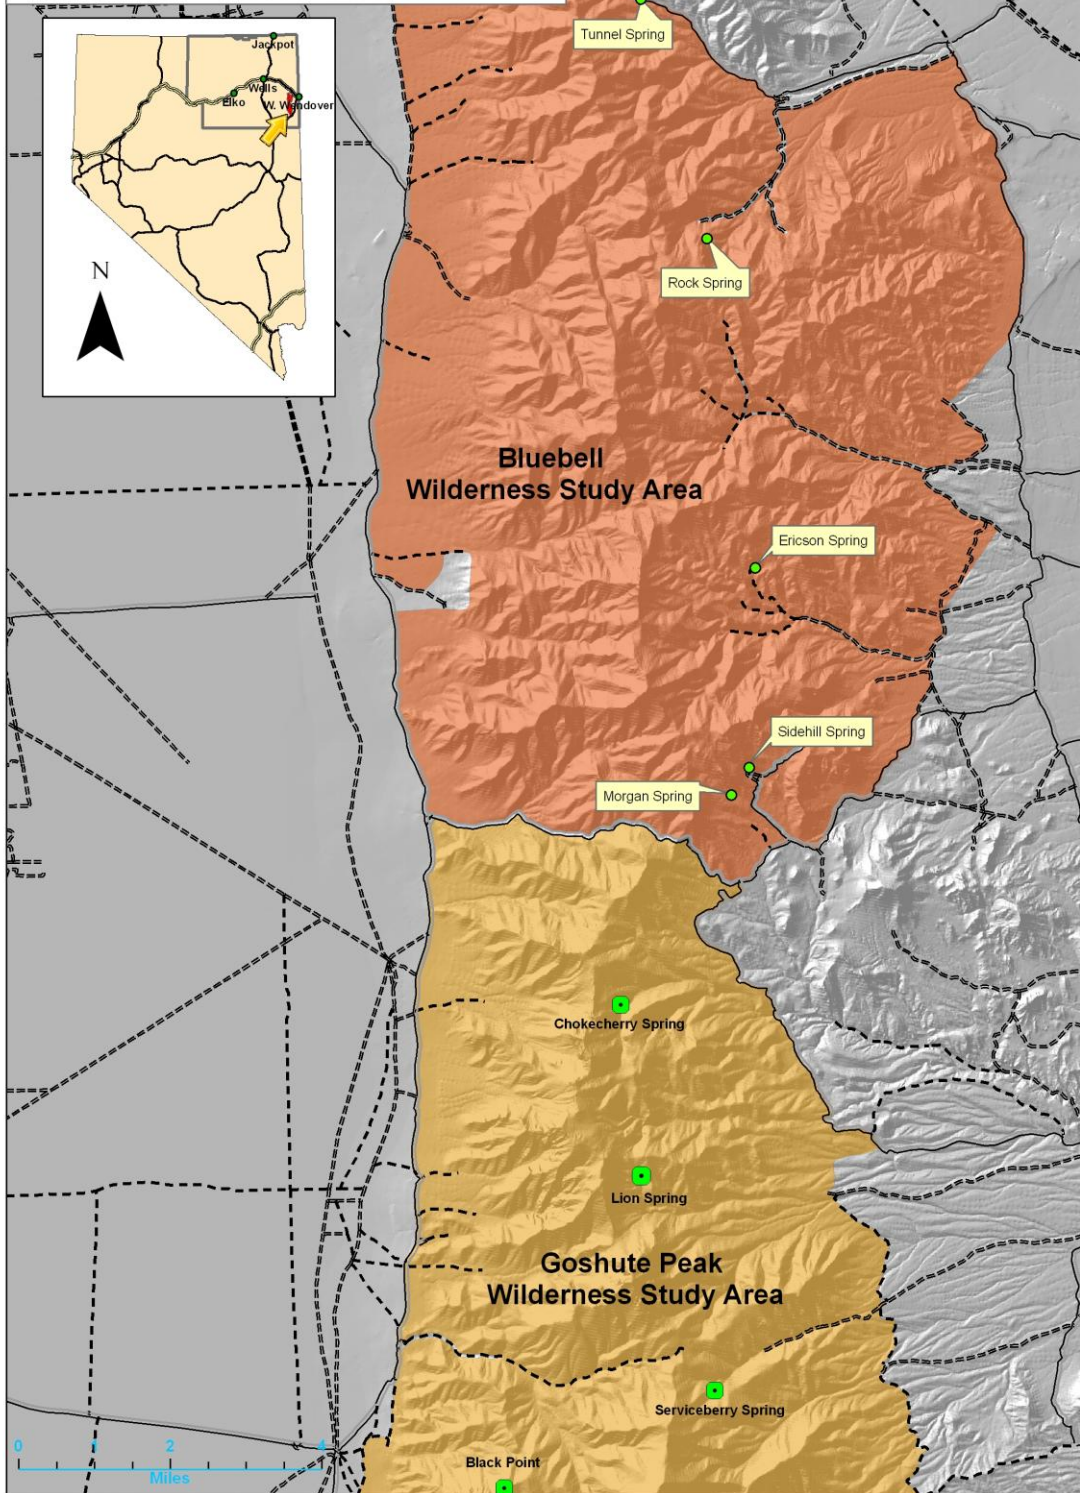 Tunnel Spring
Jackpot
Wells
Elko
W. Wendover
N
Rock Spring
Bluebell
Wilderness Study Area
Ericson Spring
Sidehill Spring
Morgan Spring
Chokecherry Spring
Lion Spring
Goshute Peak
Wilderness Study Area
Serviceberry Spring
0 1 2 4
Miles
Black Point